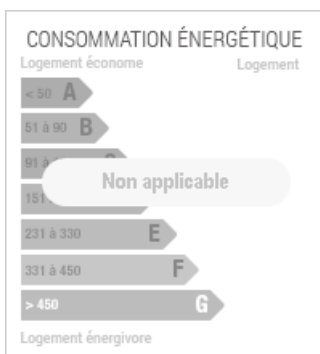 CONSOMMATION ÉNERGÉTIQUE
Logement économe Logement
< 50 A
51 à 90 B
91 à
Non applicable
151
231 à 330 E
331 à 450 F
> 450 G
Logement énergivore